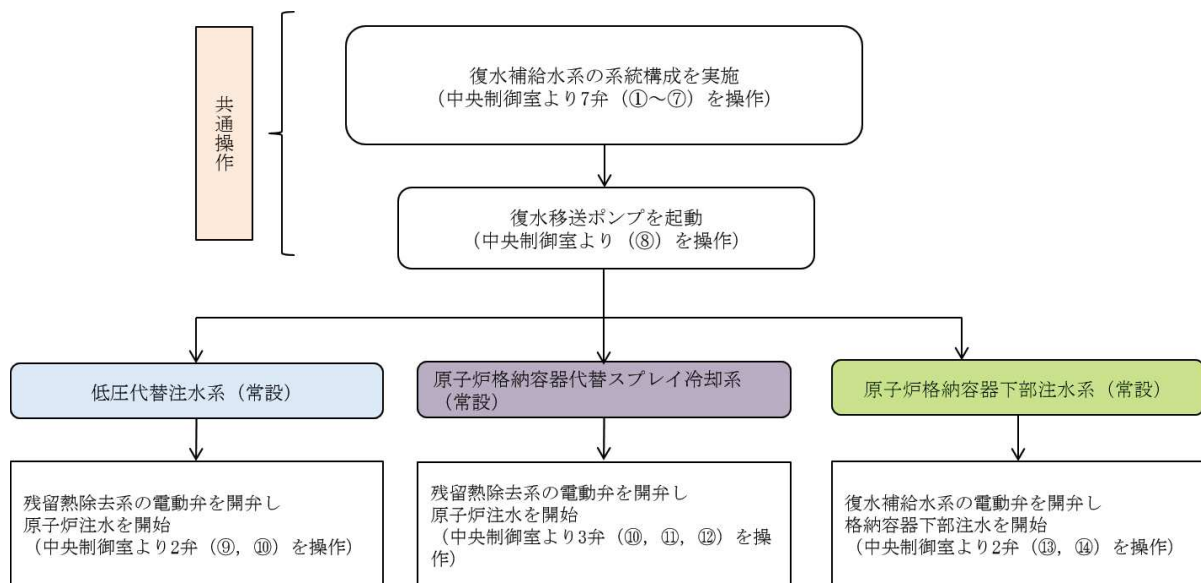 共通操作
復水補給水系の系統構成を実施
（中央制御室より7弁（①～⑦）を操作）
復水移送ポンプを起動
（中央制御室より（⑧）を操作）
低圧代替注水系（常設）
原子炉格納容器代替スプレイ冷却系
（常設）
原子炉格納容器下部注水系（常設）
残留熱除去系の電動弁を開弁し
原子炉注水を開始
（中央制御室より2弁（⑨，⑩）を操作）
残留熱除去系の電動弁を開弁し
原子炉注水を開始
（中央制御室より3弁（⑩，⑪，⑫）を操
作）
復水補給水系の電動弁を開弁し
格納容器下部注水を開始
（中央制御室より2弁（⑬，⑭）を操作）